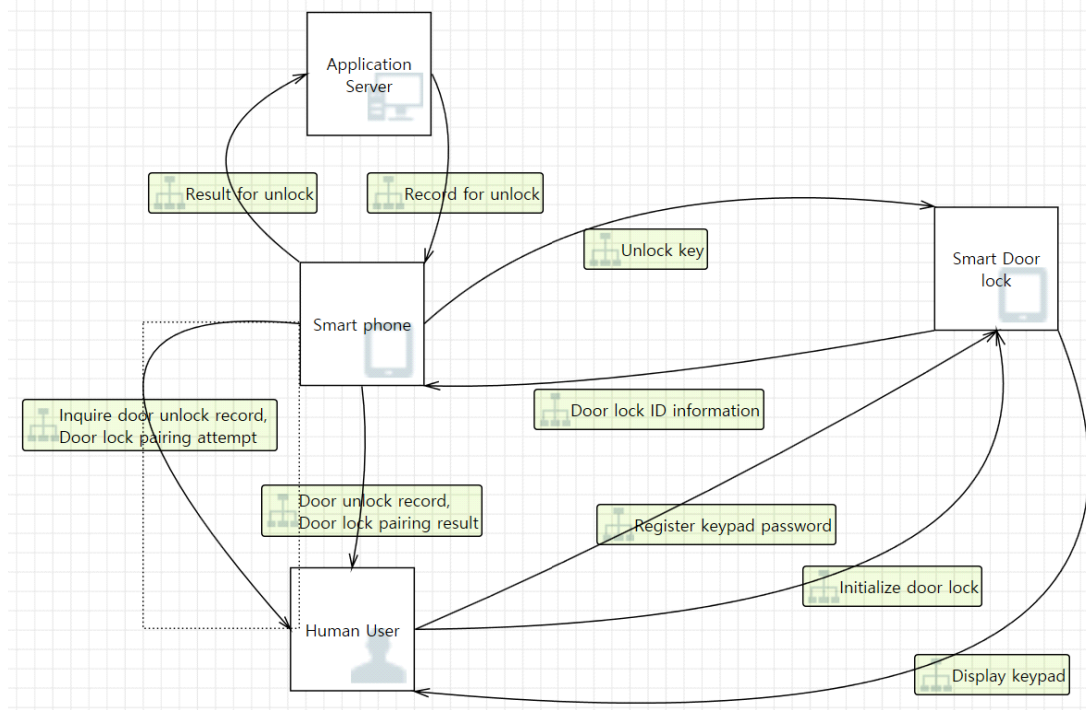 Application
Server
Result for unlock
Record for unlock
Unlock key
Smart Door
lock
Smart phone
Door lock ID information
Inquire door unlock record,
Door lock pairing attempt
Door unlock record,
Door lock pairing result
Register keypad password
Initialize door lock
Human User
Display keypad